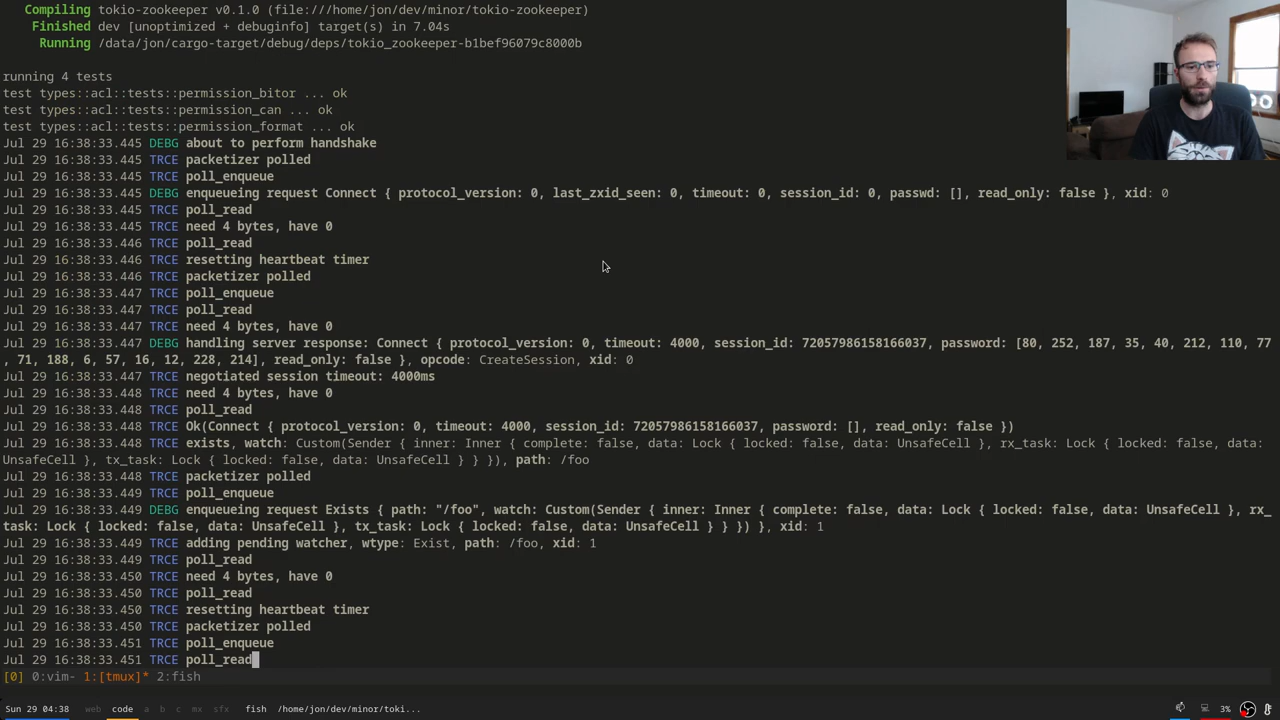 Compiling tokio-zookeeper v0.1.0 (file:///home/jon/dev/minor/tokio-zookeeper)
Finished dev [unoptimized + debuginfo] target(s) in 7.04s
Running /data/jon/cargo-target/debug/deps/tokio_zookeeper-b1bef96079c8000b
running 4 tests
test types::acl::tests::permission_bitor ... ok
test types::acl::tests::permission_can ... ok
test types::acl::tests::permission_format ... ok
Jul 29 16:38:33.445 DEBG about to perform handshake
Jul 29 16:38:33.445 TRCE packetizer polled
Jul 29 16:38:33.445 TRCE poll_enqueue
Jul 29 16:38:33.445 DEBG enqueueing request Connect { protocol_version: 0, last_zxid_seen: 0, timeout: 0, session_id: 0, passwd: [], read_only: false }, xid: 0
Jul 29 16:38:33.445 TRCE poll_read
Jul 29 16:38:33.445 TRCE need 4 bytes, have 0
Jul 29 16:38:33.446 TRCE poll_read
Jul 29 16:38:33.446 TRCE resetting heartbeat timer
Jul 29 16:38:33.446 TRCE packetizer polled
Jul 29 16:38:33.447 TRCE poll_enqueue
Jul 29 16:38:33.447 TRCE poll_read
Jul 29 16:38:33.447 TRCE need 4 bytes, have 0
Jul 29 16:38:33.447 DEBG handling server response: Connect { protocol_version: 0, timeout: 4000, session_id: 72057986158166037, password: [80, 252, 187, 35, 40, 212, 110, 77
, 71, 188, 6, 57, 16, 12, 228, 214], read_only: false }, opcode: CreateSession, xid: 0
Jul 29 16:38:33.447 TRCE negotiated session timeout: 4000ms
Jul 29 16:38:33.448 TRCE need 4 bytes, have 0
Jul 29 16:38:33.448 TRCE poll_read
Jul 29 16:38:33.448 TRCE Ok(Connect { protocol_version: 0, timeout: 4000, session_id: 72057986158166037, password: [], read_only: false })
Jul 29 16:38:33.448 TRCE exists, watch: Custom(Sender { inner: Inner { complete: false, data: Lock { locked: false, data: UnsafeCell }, rx_task: Lock { locked: false, data:
UnsafeCell }, tx_task: Lock { locked: false, data: UnsafeCell } } }), path: /foo
Jul 29 16:38:33.448 TRCE packetizer polled
Jul 29 16:38:33.449 TRCE poll_enqueue
Jul 29 16:38:33.449 DEBG enqueueing request Exists { path: "/foo", watch: Custom(Sender { inner: Inner { complete: false, data: Lock { locked: false, data: UnsafeCell }, rx_
task: Lock { locked: false, data: UnsafeCell }, tx_task: Lock { locked: false, data: UnsafeCell } } }) }, xid: 1
Jul 29 16:38:33.449 TRCE adding pending watcher, wtype: Exist, path: /foo, xid: 1
Jul 29 16:38:33.449 TRCE poll_read
Jul 29 16:38:33.450 TRCE need 4 bytes, have 0
Jul 29 16:38:33.450 TRCE poll_read
Jul 29 16:38:33.450 TRCE resetting heartbeat timer
Jul 29 16:38:33.450 TRCE packetizer polled
Jul 29 16:38:33.451 TRCE poll_enqueue
Jul 29 16:38:33.451 TRCE poll_read
[0] 0:vim- 1:[tmux]* 2:fish
Sun 29 04:38 web code a b c mx sfx fish /home/jon/dev/minor/toki... 3%